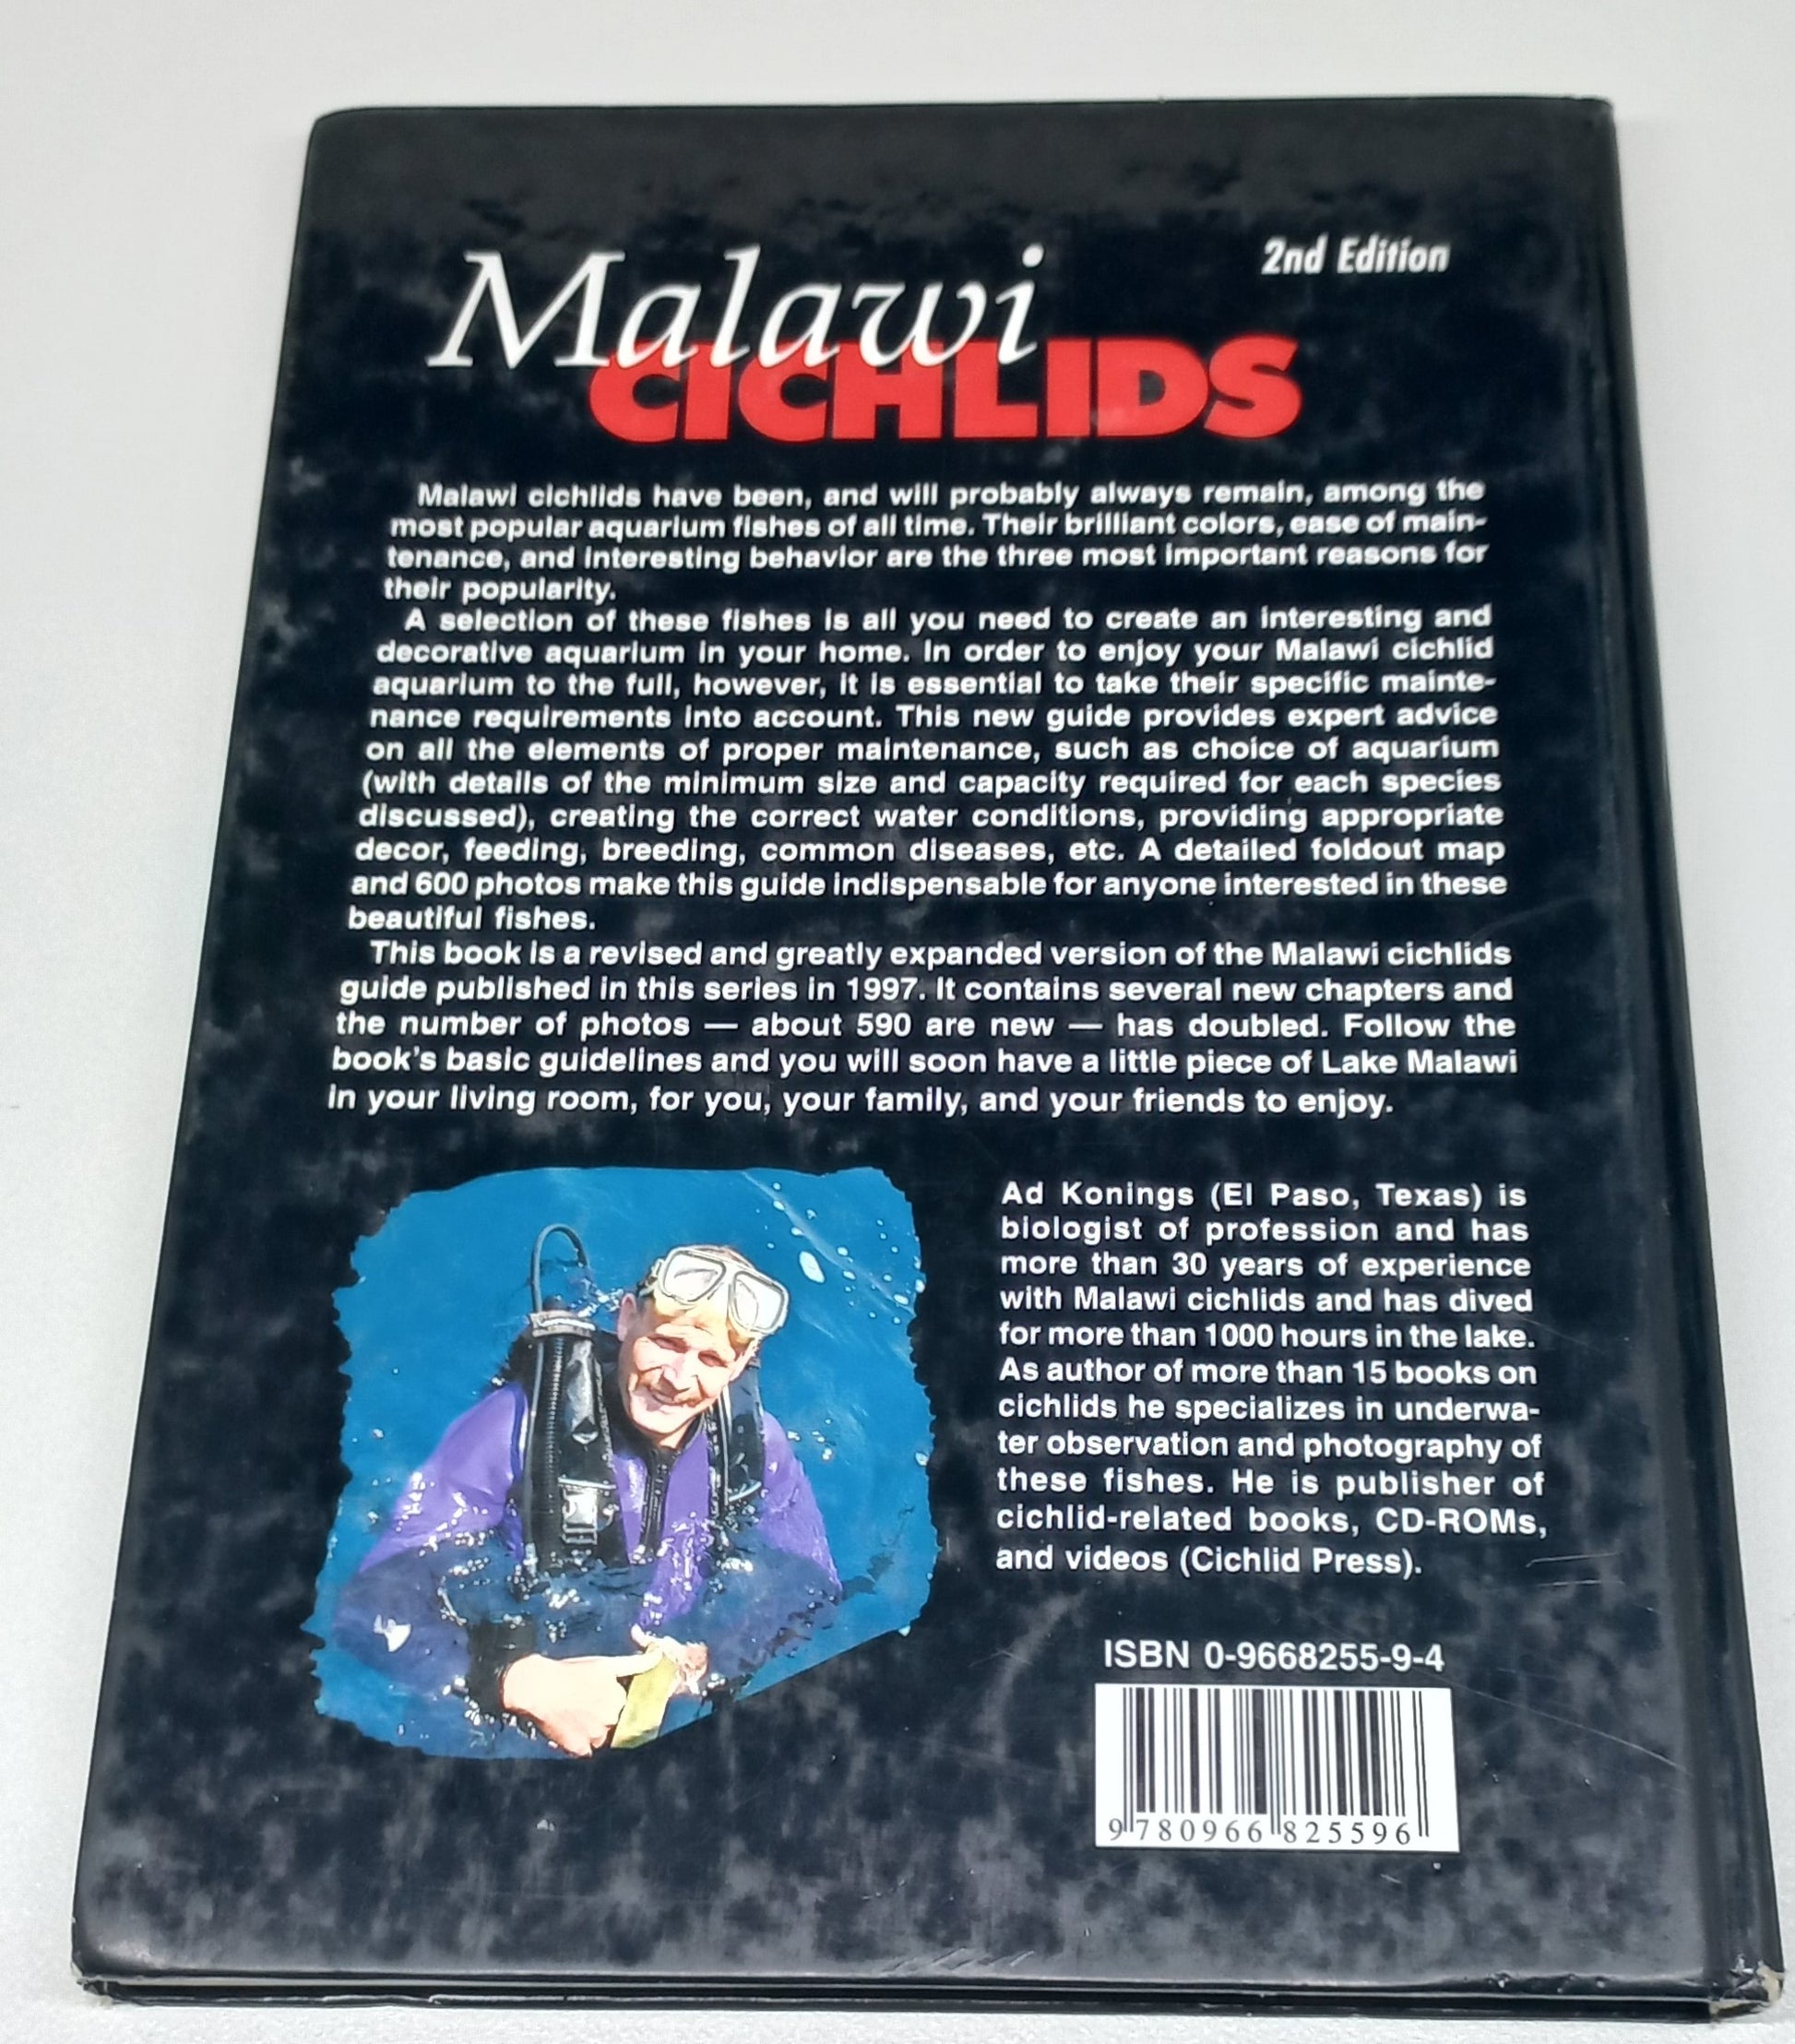 Malawi
2nd Edition
CICHLIDS
Malawi cichlids have been, and will probably always remain, among the
most popular aquarium fishes of all time. Their brilliant colors, ease of main-
tenance, and interesting behavior are the three most important reasons for
their popularity.
A selection of these fishes is all you need to create an interesting and
decorative aquarium in your home. In order to enjoy your Malawi cichlid
aquarium to the full, however, it is essential to take their specific mainte-
nance requirements into account. This new guide provides expert advice
on all the elements of proper maintenance, such as choice of aquarium
(with details of the minimum size and capacity required for each species
discussed), creating the correct water conditions, providing appropriate
decor, feeding, breeding, common diseases, etc. A detailed foldout map
and 600 photos make this guide indispensable for anyone interested in these
beautiful fishes.
This book is a revised and greatly expanded version of the Malawi cichlids
guide published in this series in 1997. It contains several new chapters and
the number of photos — about 590 are new — has doubled. Follow the
book's basic guidelines and you will soon have a little piece of Lake Malawi
in your living room, for you, your family, and your friends to enjoy.
Ad Konings (El Paso, Texas) is
biologist of profession and has
more than 30 years of experience
with Malawi cichlids and has dived
for more than 1000 hours in the lake.
As author of more than 15 books on
cichlids he specializes in underwa-
ter observation and photography of
these fishes. He is publisher of
cichlid-related books, CD-ROMs,
and videos (Cichlid Press).
ISBN 0-9668255-9-4
9 780966 825596